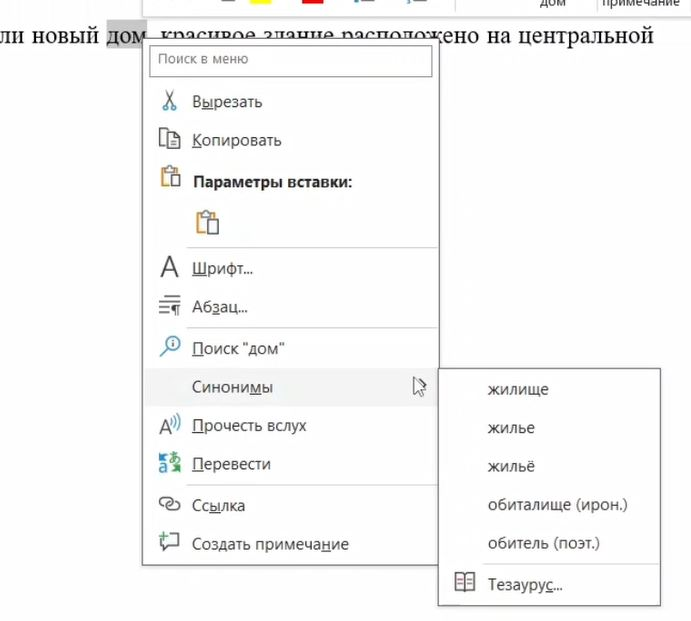 дом
примечание
ли новый дом, красивое здание расположено на центральной
Поиск в меню
Вырезать
Копировать
Параметры вставки:
Шрифт...
Абзац...
Поиск "дом"
Синонимы
Прочесть вслух
Перевести
Ссылка
Создать примечание
жилище
жилье
жильё
обиталище (ирон.)
обитель (поэт.)
Тезаурус...